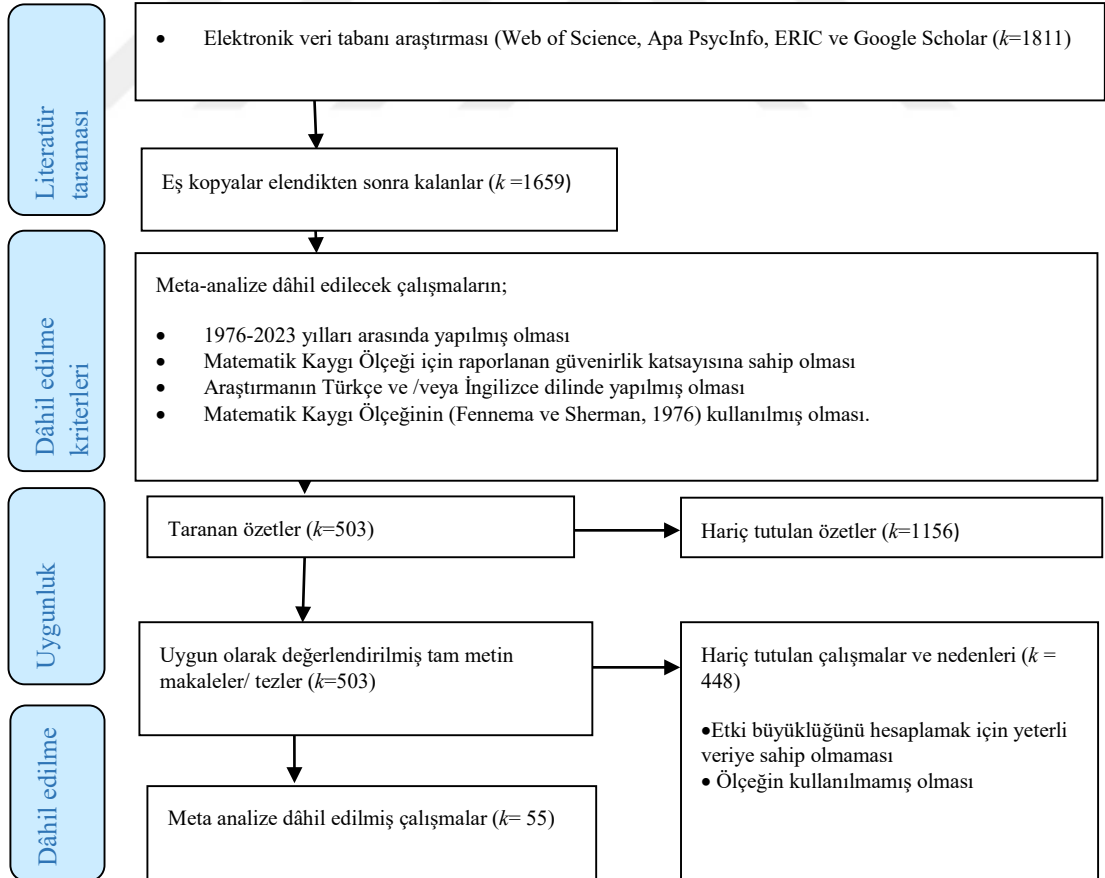 Literatür
taraması
• Elektronik veri tabanı araştırması (Web of Science, Apa PsycInfo, ERIC ve Google Scholar (k=1811)
Eş kopyalar elendikten sonra kalanlar (k =1659)
Dâhil edilme
kriterleri
Meta-analize dâhil edilecek çalışmaların;
• 1976-2023 yılları arasında yapılmış olması
• Matematik Kaygı Ölçeği için raporlanan güvenirlik katsayısına sahip olması
• Araştırmanın Türkçe ve /veya İngilizce dilinde yapılmış olması
• Matematik Kaygı Ölçeğinin (Fennema ve Sherman, 1976) kullanılmış olması.
Uygunluk
Taranan özetler (k=503)
Hariç tutulan özetler (k=1156)
Uygun olarak değerlendirilmiş tam metin
makaleler/ tezler (k=503)
Hariç tutulan çalışmalar ve nedenleri (k =
448)
•Etki büyüklüğünü hesaplamak için yeterli
veriye sahip olmaması
• Ölçeğin kullanılmamış olması
Dâhil edilme
Meta analize dâhil edilmiş çalışmalar (k= 55)